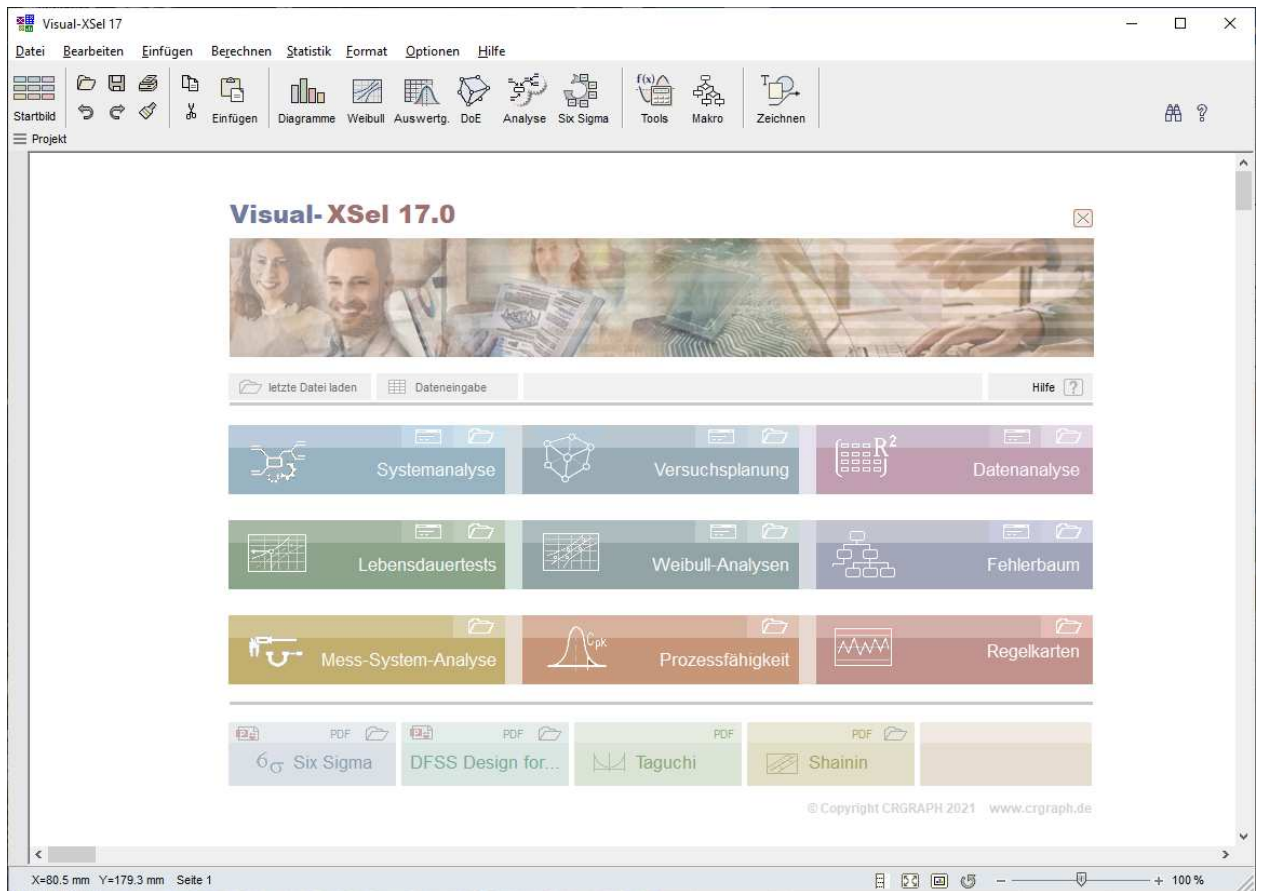 Visual-XSel 17
Datei Bearbeiten Einfügen Berechnen Statistik Format Optionen Hilfe
Startbild Einfügen Diagramme Weibull Auswertg. DoE Analyse Six Sigma f(x) Tools Makro T Zeichnen
Projekt
Visual-XSel 17.0
letzte Datei laden Dateneingabe Hilfe ?
Systemanalyse Versuchsplanung R² Datenanalyse
Lebensdauertests Weibull-Analysen Fehlerbaum
Mess-System-Analyse Cpk Prozessfähigkeit Regelkarten
PDF PDF PDF PDF
6σ Six Sigma DFSS Design for... Taguchi Shainin
© Copyright CRGRAPH 2021 www.crgraph.de
X=80.5 mm Y=179.3 mm Seite 1 100 %